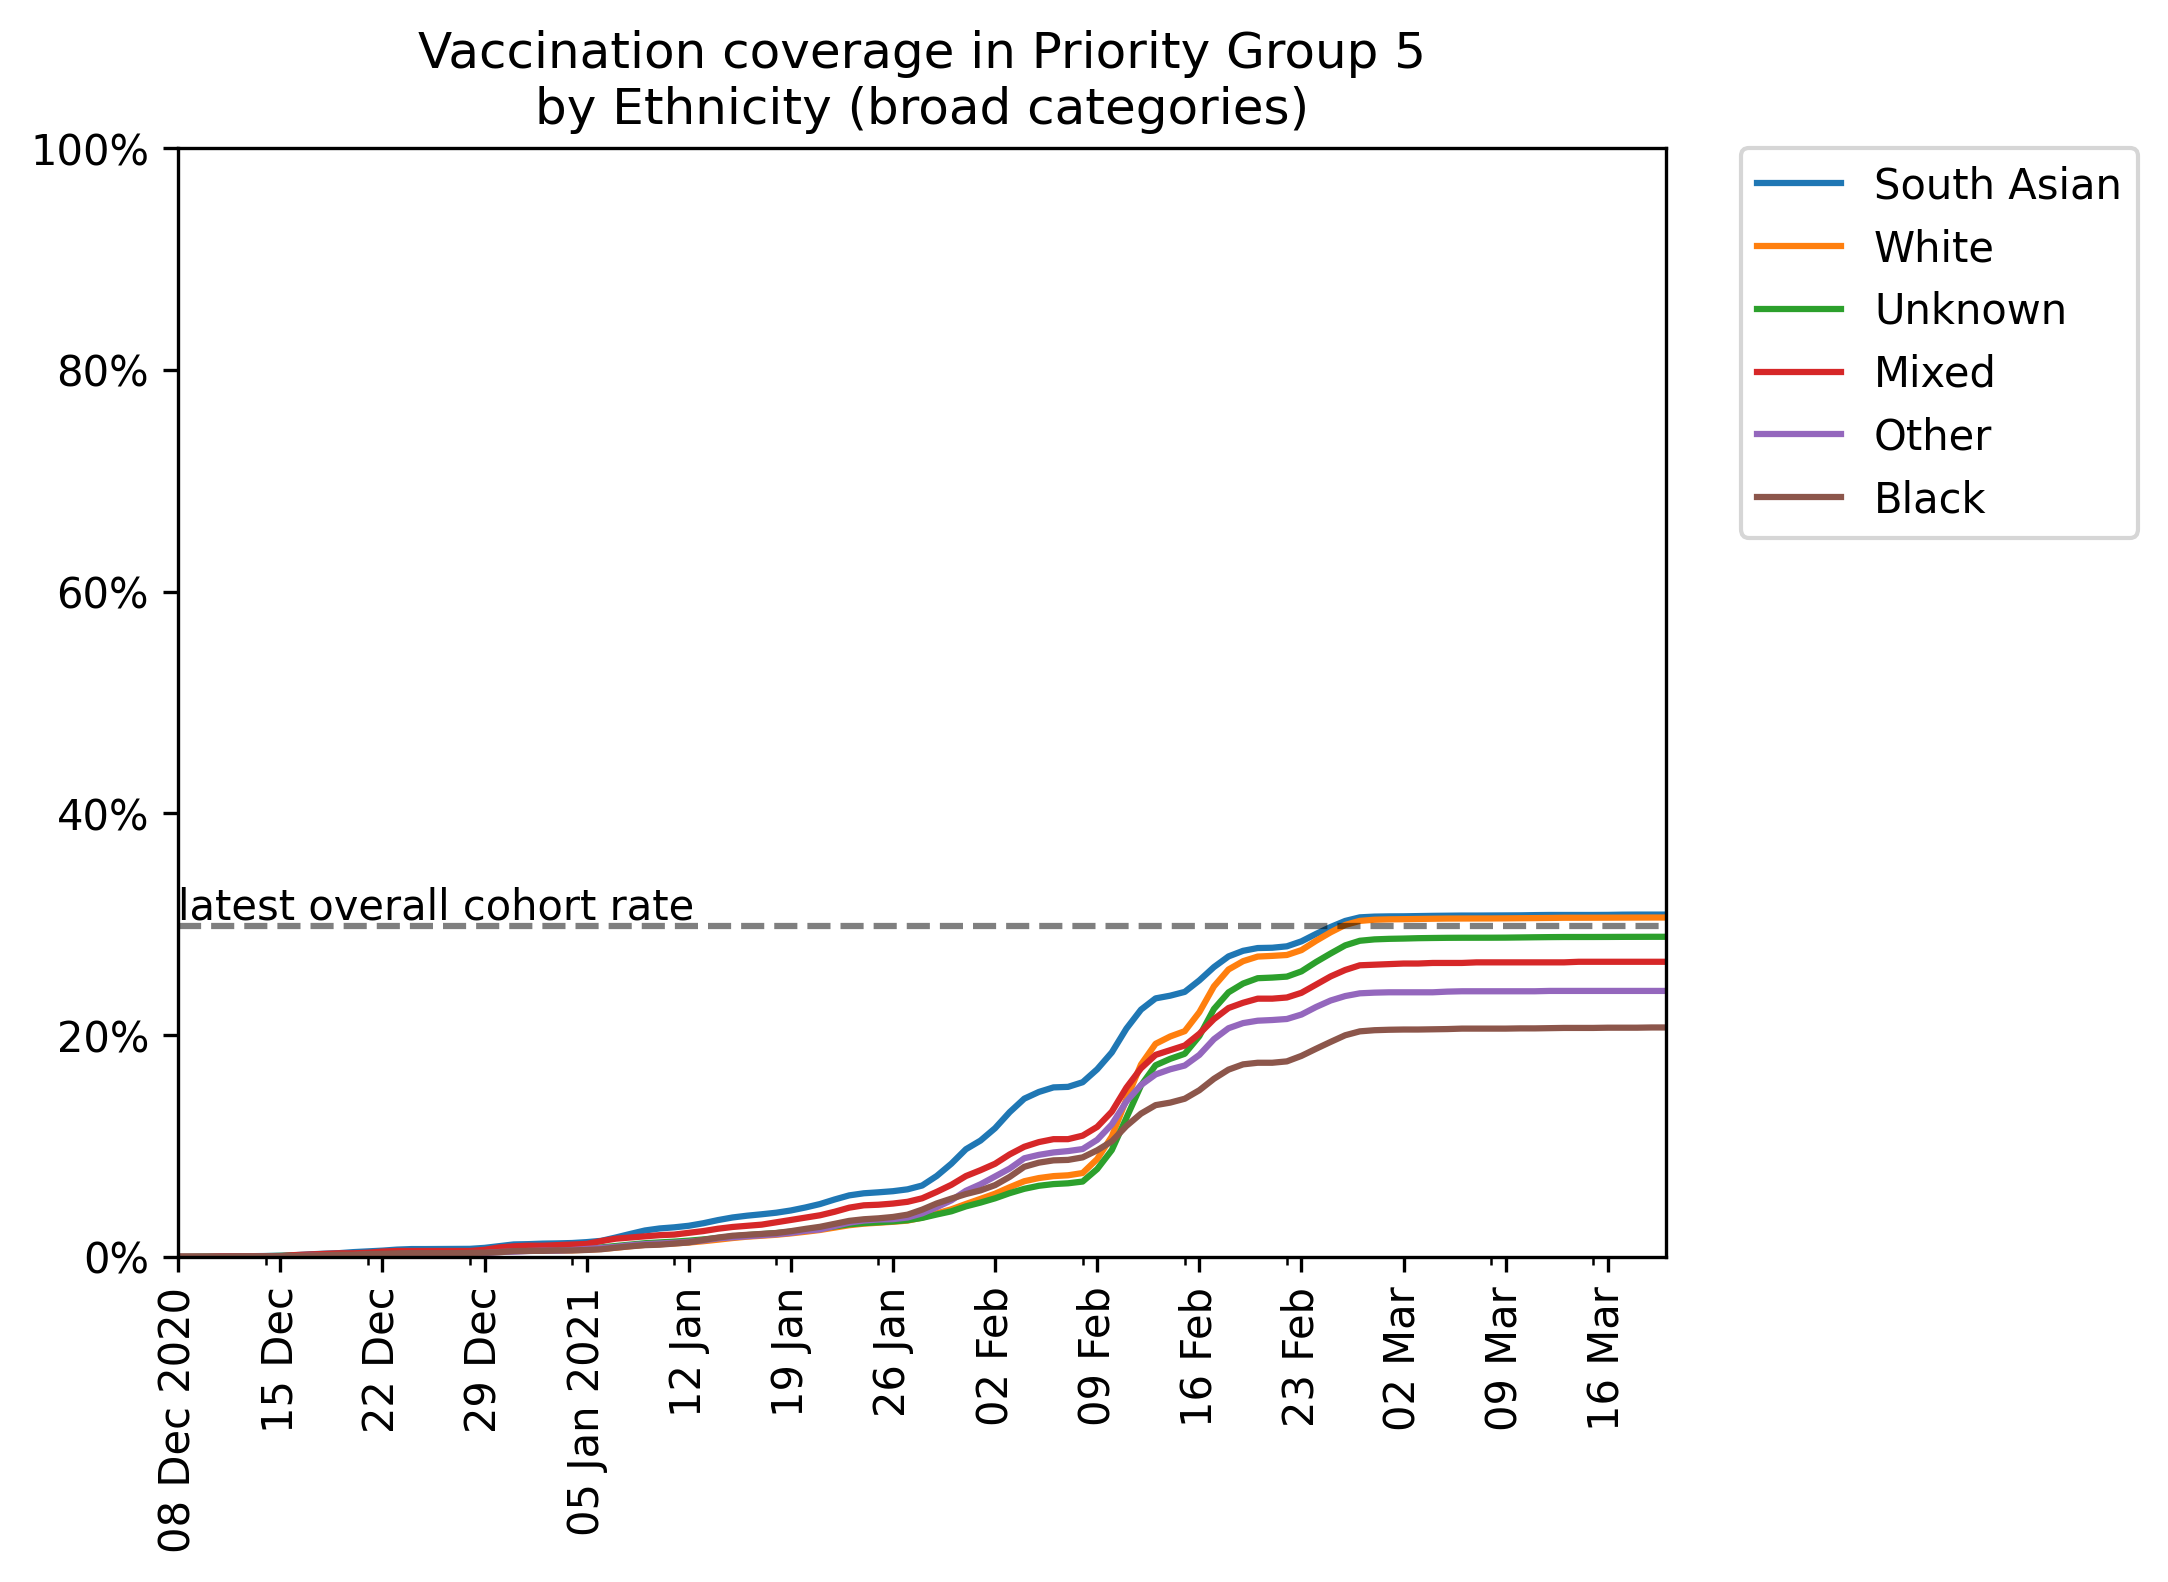 Vaccination coverage in Priority Group 5
by Ethnicity (broad categories)
100%
80%
60%
40%
20%
0%
latest overall cohort rate
08 Dec 2020
15 Dec
22 Dec
29 Dec
05 Jan 2021
12 Jan
19 Jan
26 Jan
02 Feb
09 Feb
16 Feb
23 Feb
02 Mar
09 Mar
16 Mar
South Asian
White
Unknown
Mixed
Other
Black